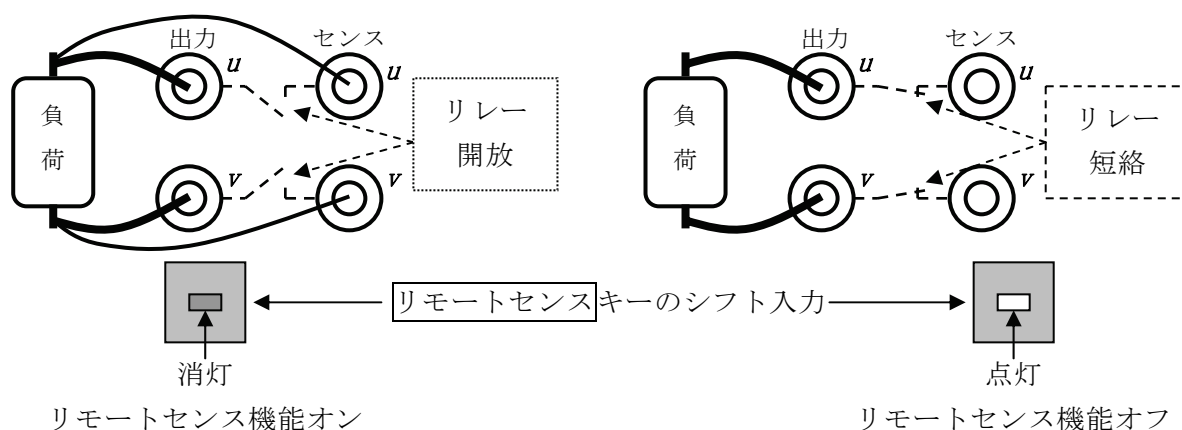 出力 センス 出力 センス
u u u u
負荷 リレー開放 負荷 リレー短絡
v v v v
リモートセンスキーのシフト入力
消灯 点灯
リモートセンス機能オン リモートセンス機能オフ